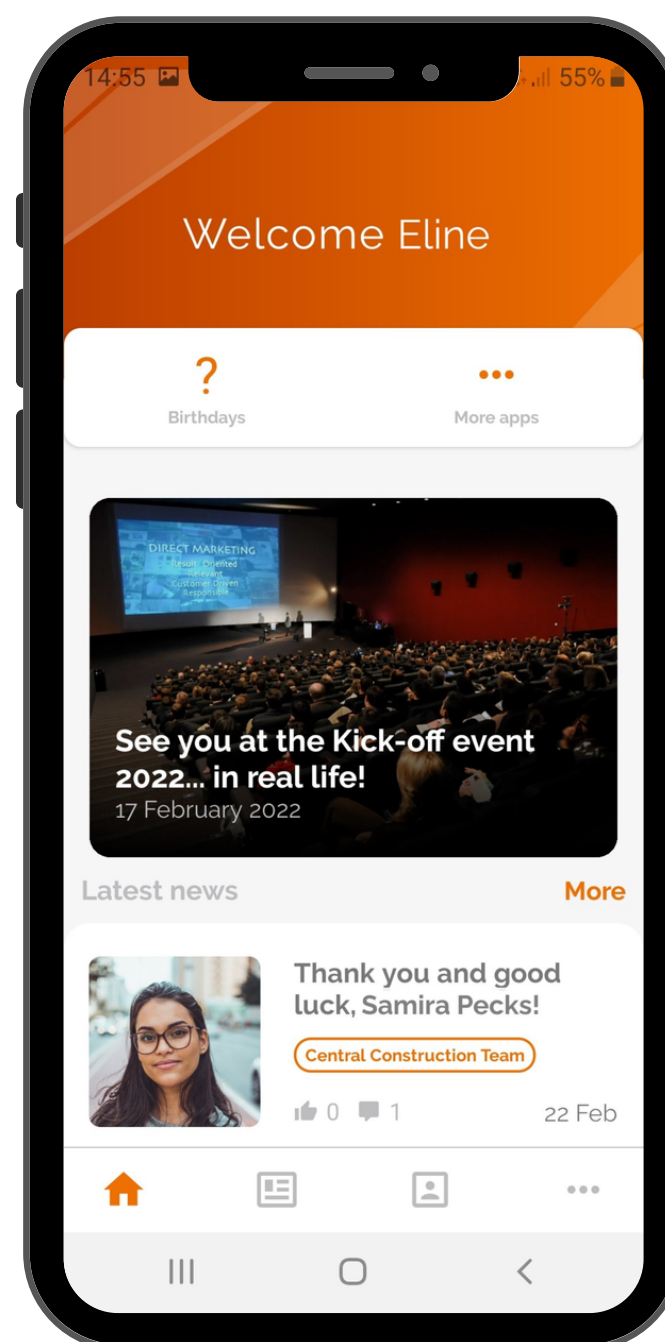 14:55
55%
Welcome Eline
?
Birthdays
More apps
DIRECT MARKETING
Result Oriented
Relevant
Customer Driven
Responsible
See you at the Kick-off event
2022... in real life!
17 February 2022
Latest news
More
Thank you and good
luck, Samira Pecks!
Central Construction Team
0
1
22 Feb